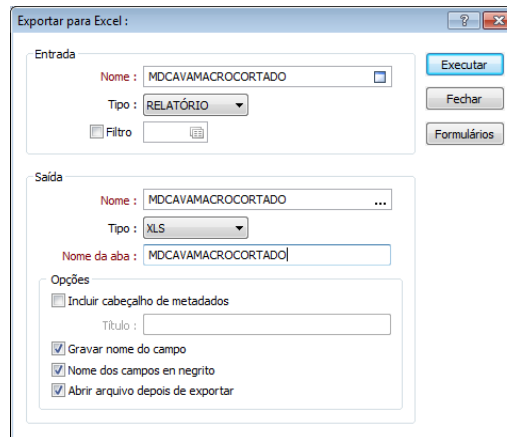 Exportar para Excel :
Entrada
Nome : MDCAVAMACROCORTADO
Executar
Tipo : RELATÓRIO
Fechar
Filtro
Formulários
Saída
Nome : MDCAVAMACROCORTADO ...
Tipo : XLS
Nome da aba : MDCAVAMACROCORTADO
Opções
Incluir cabeçalho de metadados
Título :
Gravar nome do campo
Nome dos campos en negrito
Abrir arquivo depois de exportar